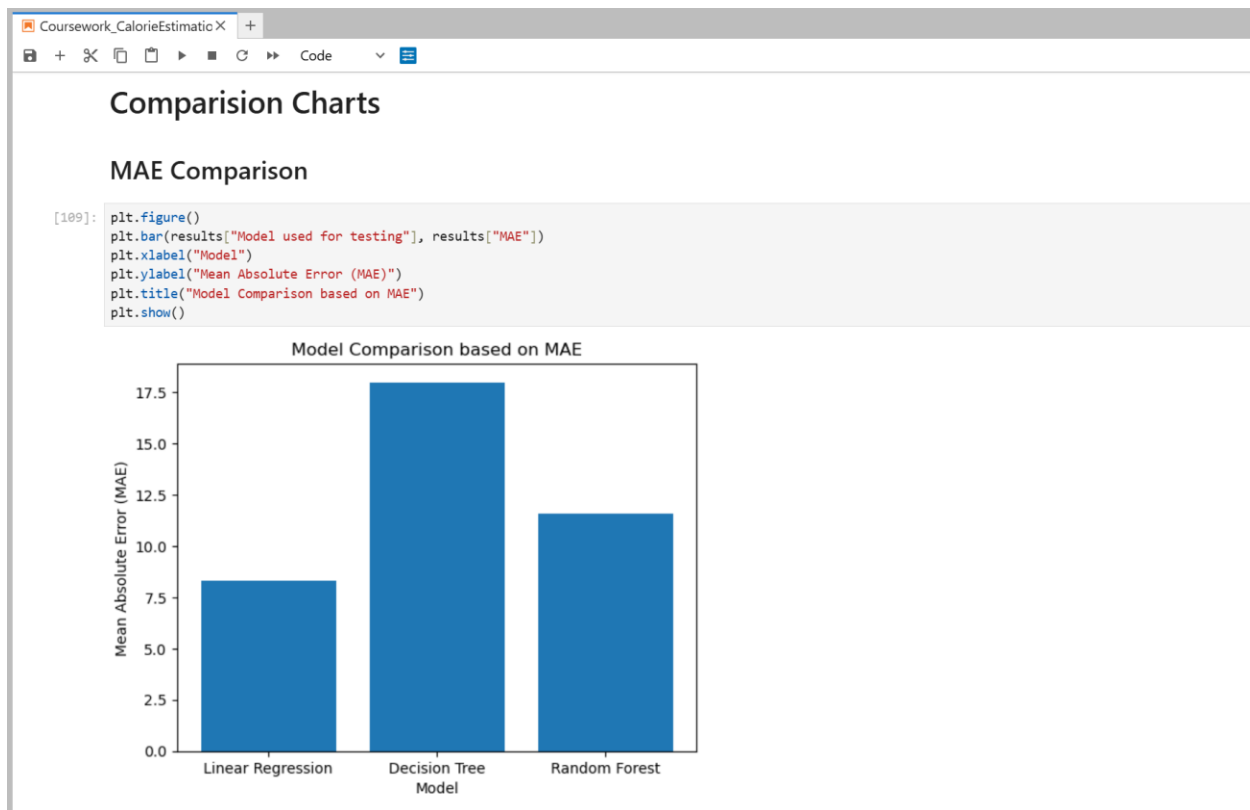 Coursework_CalorieEstimatic
Code
Comparision Charts
MAE Comparison
[109]:
plt.figure()
plt.bar(results["Model used for testing"], results["MAE"])
plt.xlabel("Model")
plt.ylabel("Mean Absolute Error (MAE)")
plt.title("Model Comparison based on MAE")
plt.show()
Model Comparison based on MAE
Mean Absolute Error (MAE)
17.5
15.0
12.5
10.0
7.5
5.0
2.5
0.0
Linear Regression Decision Tree Random Forest
Model